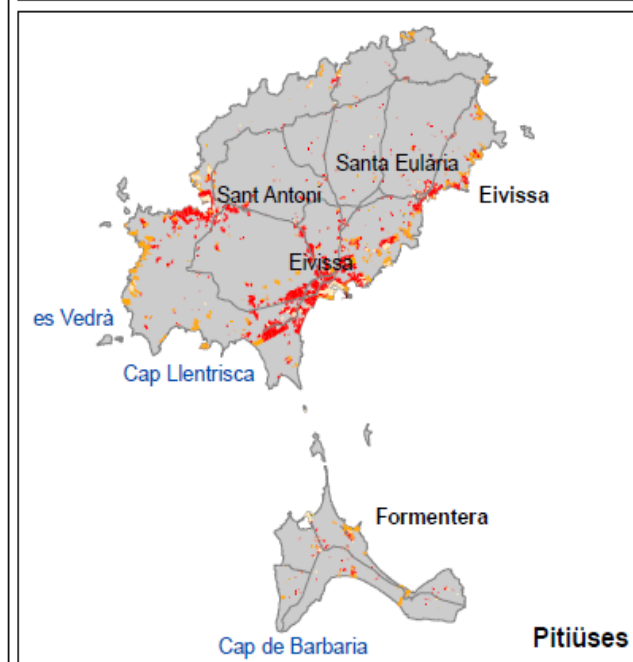 Santa Eulària
Sant Antoni
Eivissa
Eivissa
es Vedrà
Cap Llentrisca
Formentera
Cap de Barbaria
Pitiüses